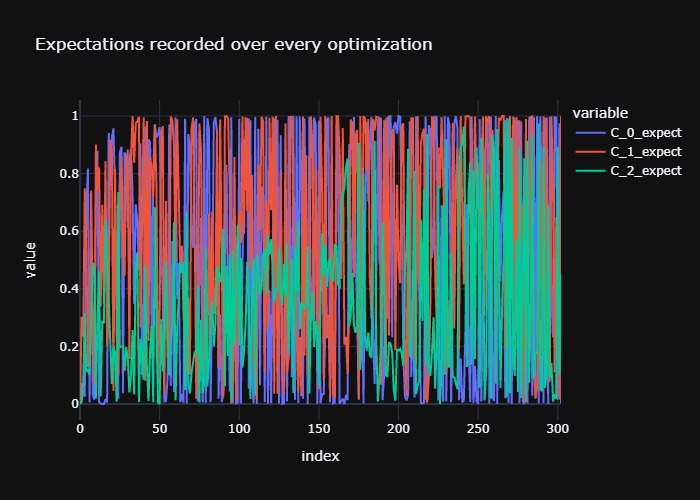 Expectations recorded over every optimization
variable
C_0_expect
C_1_expect
C_2_expect
1
0.8
0.6
0.4
0.2
0
value
0 50 100 150 200 250 300
index